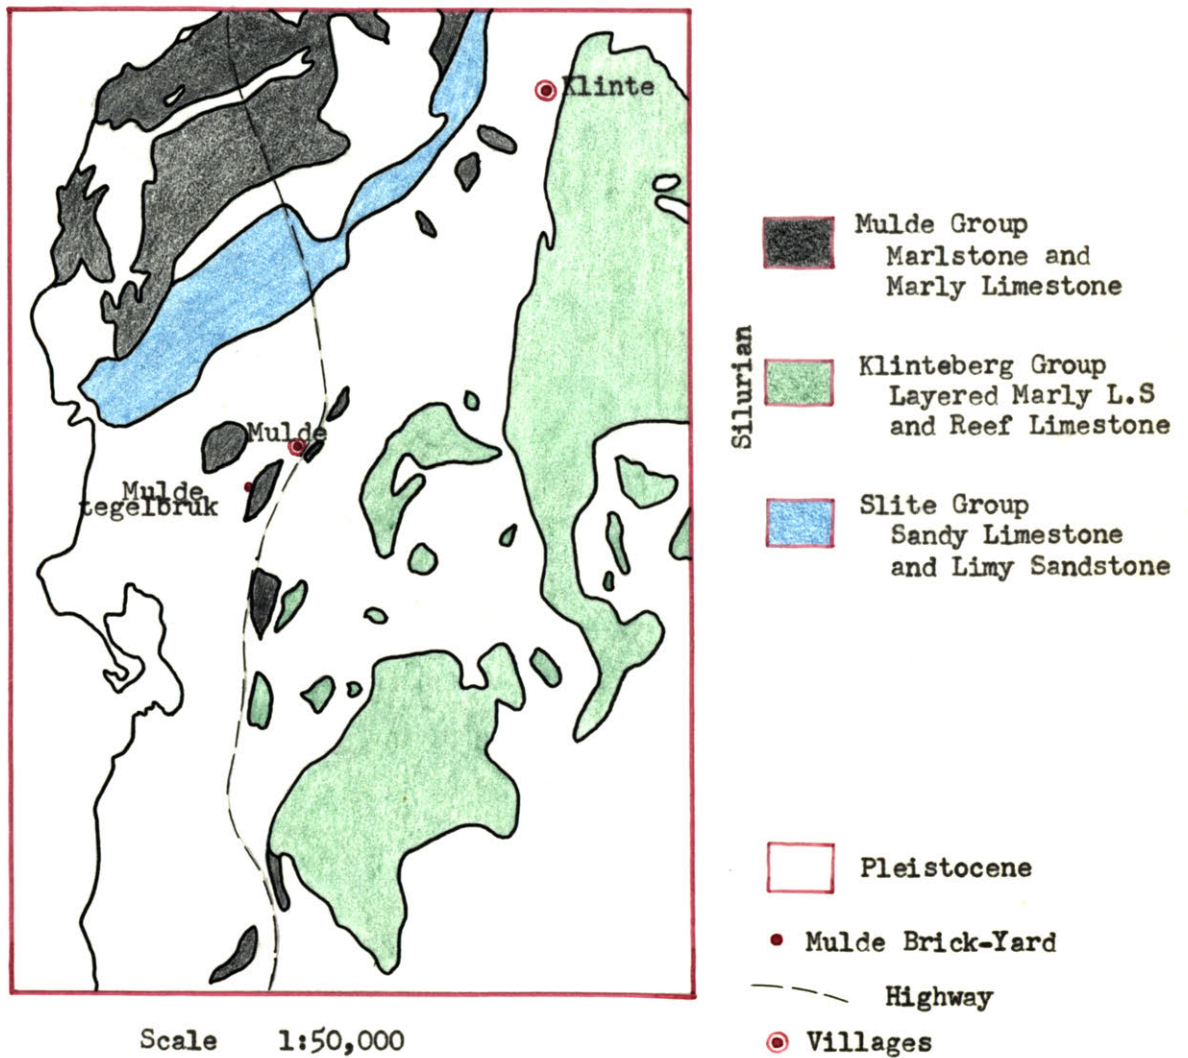 Klinte
Mulde
Mulde
tegelbruk
Mulde Group
Marlstone and
Marly Limestone
Silurian
Klinteberg Group
Layered Marly L.S
and Reef Limestone
Slite Group
Sandy Limestone
and Limy Sandstone
Pleistocene
Mulde Brick-Yard
Highway
Villages
Scale 1:50,000